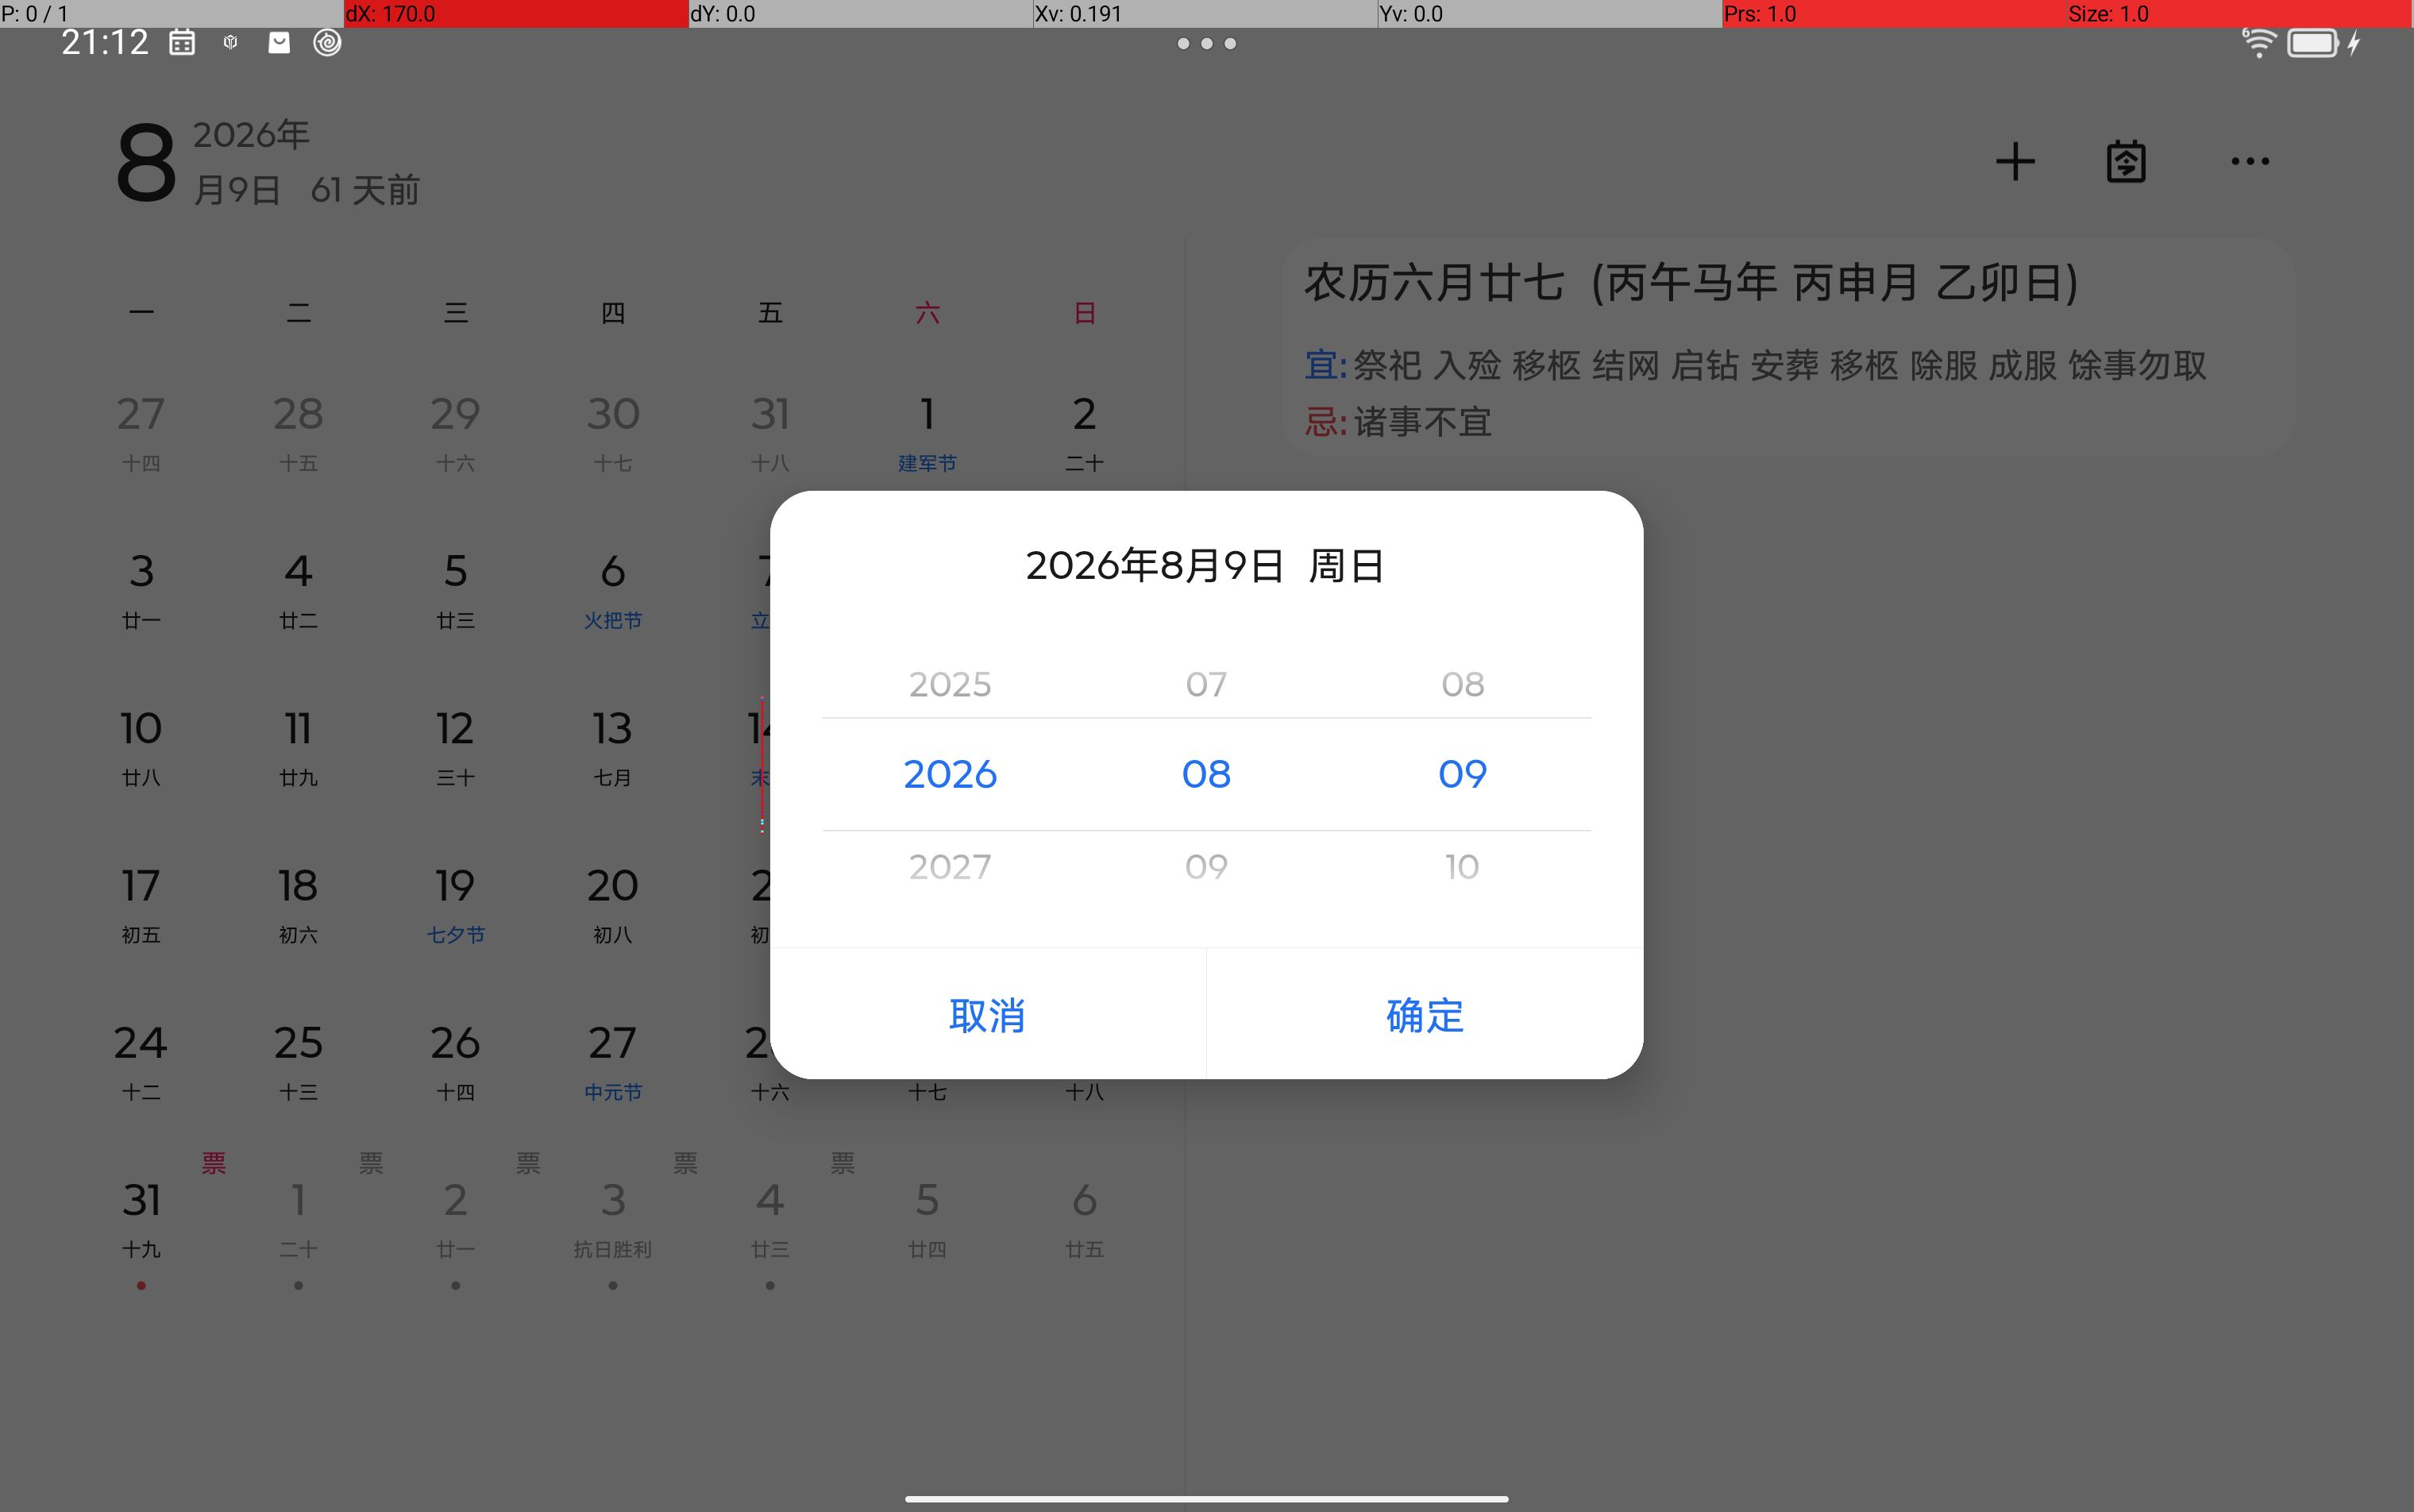 P: 0 / 1 dX: 170.0 dY: 0.0 Xv: 0.191 Yv: 0.0 Prs: 1.0 Size: 1.0
21:12 6
8 2026年
月9日 61 天前
一 二 三 四 五 六 日
27 28 29 30 31 1 2
十四 十五 十六 十七 十八 建军节 二十
3 4 5 6
廿一 廿二 廿三 火把节 立
10 11 12 13
廿八 廿九 三十 七月 末
17 18 19 20 2
初五 初六 七夕节 初八 初
24 25 26 27 2
十二 十三 十四 中元节 十六 十七 十八
票 票 票 票 票
31 1 2 3 4 5 6
十九 二十 廿一 抗日胜利 廿三 廿四 廿五
农历六月廿七 (丙午马年 丙申月 乙卯日)
宜: 祭祀 入殓 移柩 结网 启钻 安葬 移柩 除服 成服 馀事勿取
忌: 诸事不宜
2026年8月9日 周日
2025 07 08
2026 08 09
2027 09 10
取消 确定